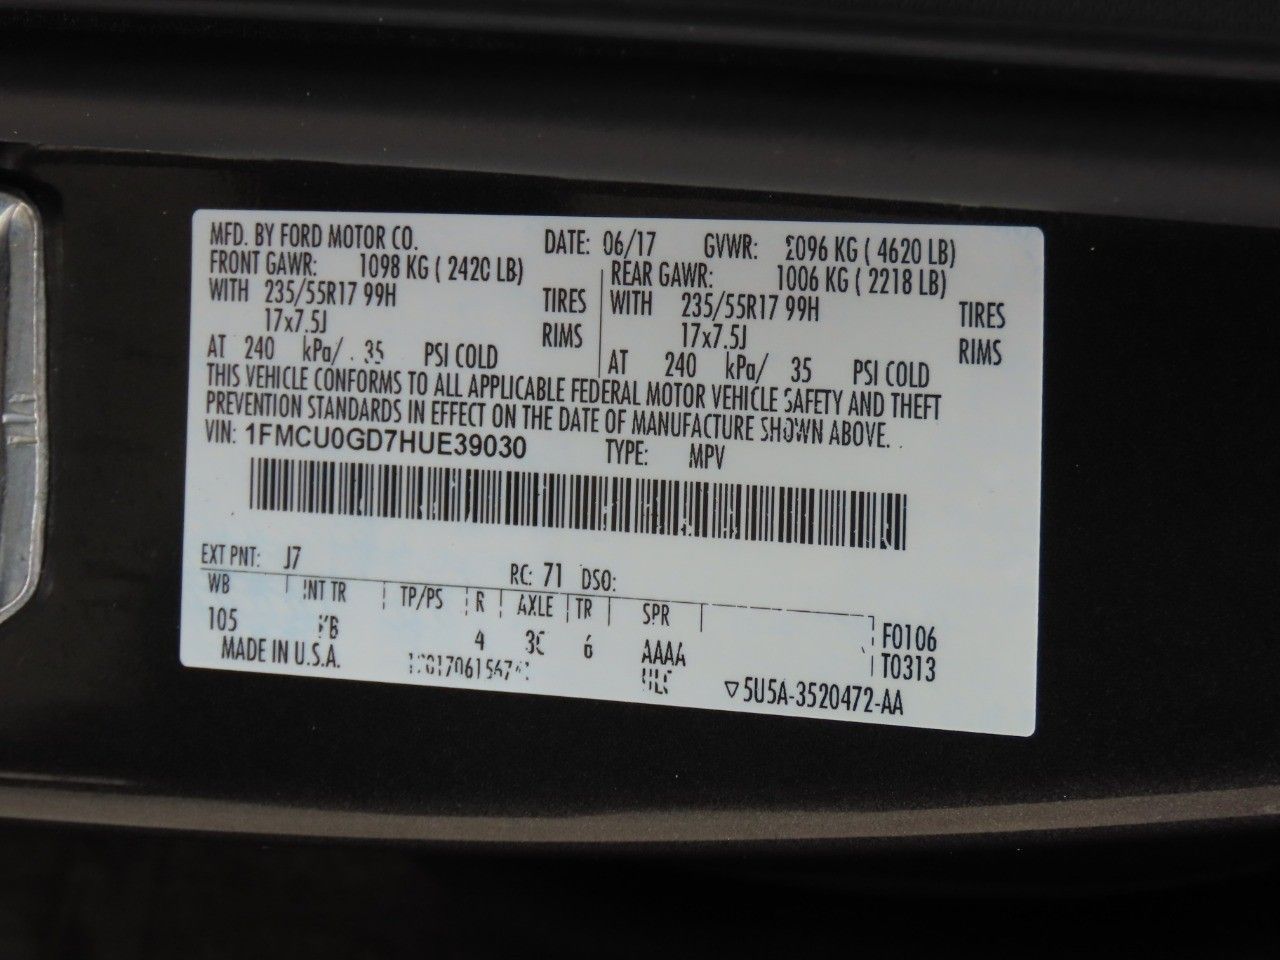 MFD. BY FORD MOTOR CO. DATE: 06/17 GVWR: 2096 KG ( 4620 LB)
FRONT GAWR: 1098 KG ( 2420 LB) REAR GAWR: 1006 KG ( 2218 LB)
WITH 235/55R17 99H TIRES WITH 235/55R17 99H TIRES
17x7.5J RIMS 17x7.5J RIMS
AT 240 kPa/ 35 PSI COLD AT 240 kPa/ 35 PSI COLD
THIS VEHICLE CONFORMS TO ALL APPLICABLE FEDERAL MOTOR VEHICLE SAFETY AND THEFT
PREVENTION STANDARDS IN EFFECT ON THE DATE OF MANUFACTURE SHOWN ABOVE.
VIN: 1FMCU0GD7HUE39030 TYPE: MPV
EXT PNT: J7 RC: 71 DSO:
WB INT TR TP/PS R AXLE TR SPR
105 4 6 AAAA F0106
MADE IN U.S.A. T0313
▽5U5A-3520472-AA